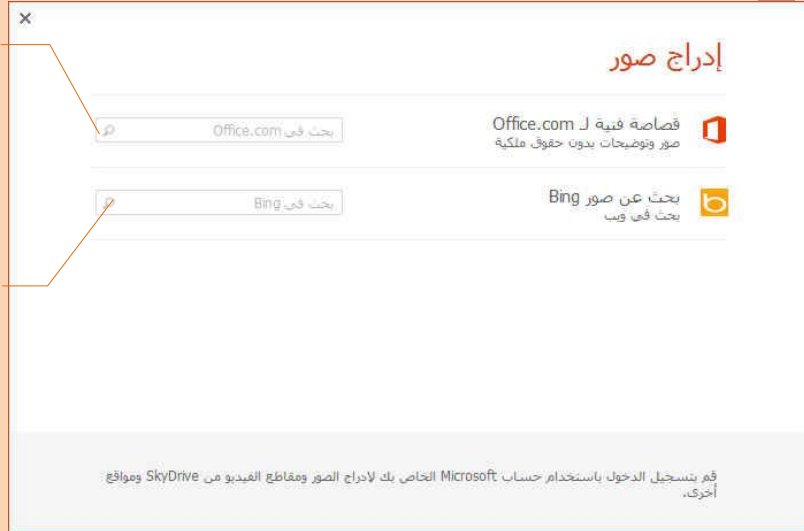 إدراج صور
قصاصة فنية لـ Office.com
صور وتوضيحات بدون حقوق ملكية
بحث في Office.com
بحث عن صور Bing
بحث في ويب
بحث في Bing
قم بتسجيل الدخول باستخدام حساب Microsoft الخاص بك لإدراج الصور ومقاطع الفيديو من SkyDrive ومواقع
أخرى.